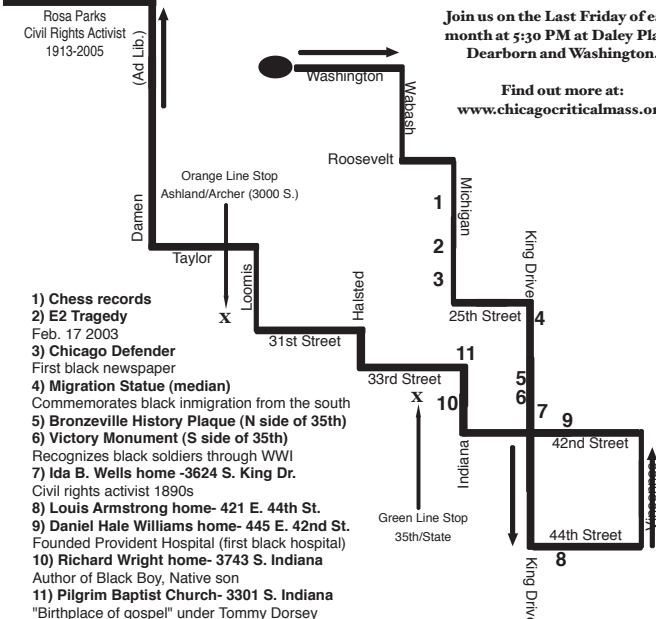 Rosa Parks
Civil Rights Activist
1913-2005
(Ad Lib.)
Join us on the Last Friday of
month at 5:30 PM at Daley
Dearborn and Washington.
Find out more at:
www.chicagocriticalmass.or
Washington
Wabash
Roosevelt
Michigan
1
2
3
Orange Line Stop
Ashland/Archer (3000 S.)
Damen
Taylor
Loomis
X
31st Street
Halsted
King Drive
25th Street
4
5
6
7
11
33rd Street
X
10
9
42nd Street
Indiana
Green Line Stop
35th/State
44th Street
8
King Drive
1) Chess records
2) E2 Tragedy
Feb. 17 2003
3) Chicago Defender
First black newspaper
4) Migration Statue (median)
Commemorates black inmigration from the south
5) Bronzeville History Plaque (N side of 35th)
6) Victory Monument (S side of 35th)
Recognizes black soldiers through WWI
7) Ida B. Wells home -3624 S. King Dr.
Civil rights activist 1890s
8) Louis Armstrong home- 421 E. 44th St.
9) Daniel Hale Williams home- 445 E. 42nd St.
Founded Provident Hospital (first black hospital)
10) Richard Wright home- 3743 S. Indiana
Author of Black Boy, Native son
11) Pilgrim Baptist Church- 3301 S. Indiana
"Birthplace of gospel" under Tommy Dorsey